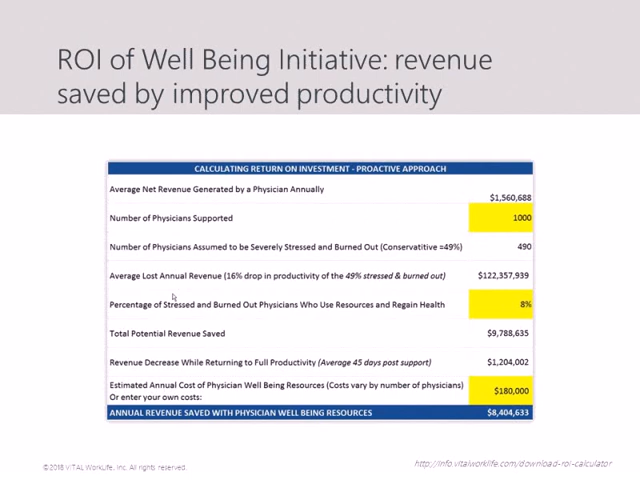 ROI of Well Being Initiative: revenue
saved by improved productivity
CALCULATING RETURN ON INVESTMENT - PROACTIVE APPROACH
Average Net Revenue Generated by a Physician Annually $1,560,688
Number of Physicians Supported 1000
Number of Physicians Assumed to be Severely Stressed and Burned Out (Conservatitive =49%) 490
Average Lost Annual Revenue (16% drop in productivity of the 49% stressed & burned out) $122,357,939
Percentage of Stressed and Burned Out Physicians Who Use Resources and Regain Health 8%
Total Potential Revenue Saved $9,788,635
Revenue Decrease While Returning to Full Productivity (Average 45 days post support) $1,204,002
Estimated Annual Cost of Physician Well Being Resources (Costs vary by number of physicians)
Or enter your own costs: $180,000
ANNUAL REVENUE SAVED WITH PHYSICIAN WELL BEING RESOURCES $8,404,633
©2018 VITAL WorkLife, Inc. All rights reserved.
http://info.vitalworklife.com/download-roi-calculator